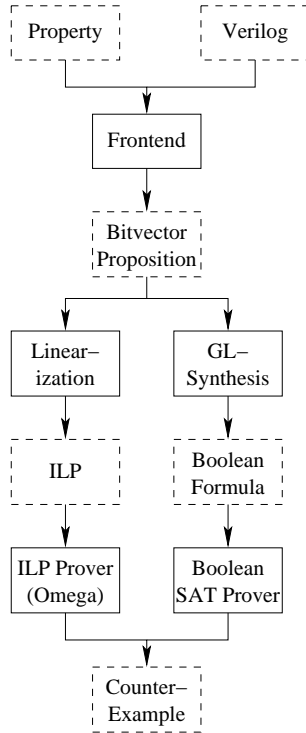 Property
Verilog
Frontend
Bitvector
Proposition
Linear–
ization
GL–
Synthesis
ILP
Boolean
Formula
ILP Prover
(Omega)
Boolean
SAT Prover
Counter–
Example